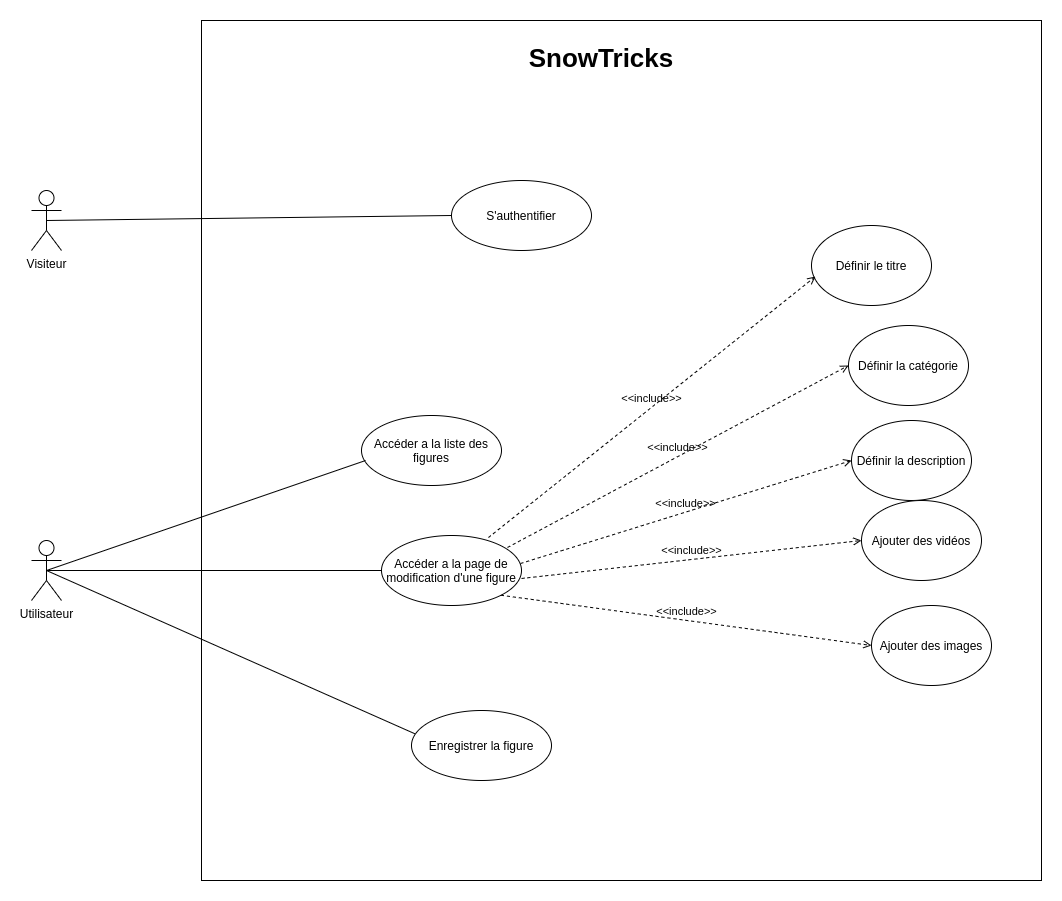 SnowTricks
S'authentifier
Visiteur
Définir le titre
Définir la catégorie
<<include>>
Accéder a la liste des
figures
<<include>>
Définir la description
<<include>>
Ajouter des vidéos
<<include>>
Accéder a la page de
modification d'une figure
Utilisateur
<<include>>
Ajouter des images
Enregistrer la figure